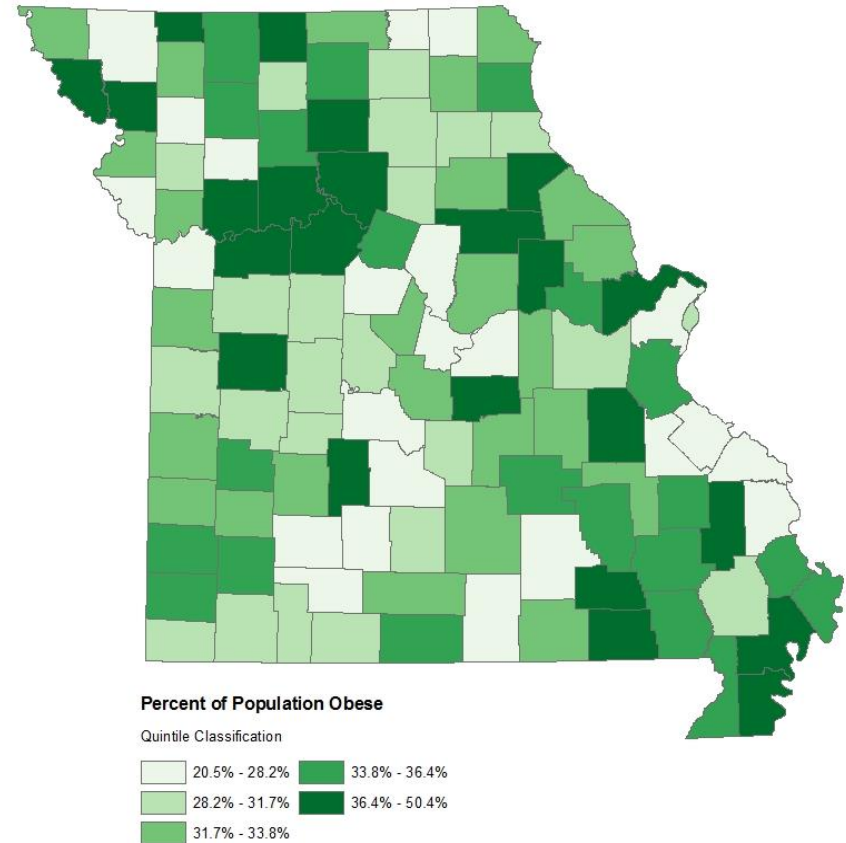 Percent of Population Obese
Quintile Classification
20.5% - 28.2%
28.2% - 31.7%
31.7% - 33.8%
33.8% - 36.4%
36.4% - 50.4%